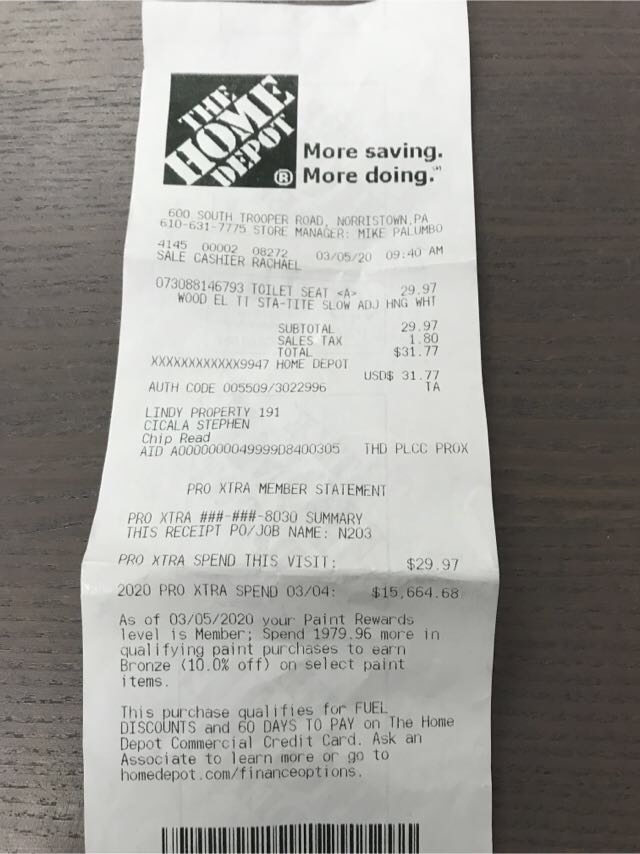 THE
HOME
DEPOT
®
More saving.
More doing.™
600 SOUTH TROOPER ROAD, NORRISTOWN,PA
610-631-7775 STORE MANAGER: MIKE PALUMBO
4145 00002 08272 03/05/20 09:40 AM
SALE CASHIER RACHAEL
073088146793 TOILET SEAT <A> 29.97
WOOD EL TT STA-TITE SLOW ADJ HNG WHT
SUBTOTAL 29.97
SALES TAX 1.80
TOTAL $31.77
XXXXXXXXXXXX9947 HOME DEPOT
USD$ 31.77
AUTH CODE 005509/3022996 TA
LINDY PROPERTY 191
CICALA STEPHEN
Chip Read
AID A0000000049999D8400305 THD PLCC PROX
PRO XTRA MEMBER STATEMENT
PRO XTRA ###-###-8030 SUMMARY
THIS RECEIPT PO/JOB NAME: N203
PRO XTRA SPEND THIS VISIT: $29.97
2020 PRO XTRA SPEND 03/04: $15,664.68
As of 03/05/2020 your Paint Rewards
level is Member; Spend 1979.96 more in
qualifying paint purchases to earn
Bronze (10.0% off) on select paint
items.
This purchase qualifies for FUEL
DISCOUNTS and 60 DAYS TO PAY on The Home
Depot Commercial Credit Card. Ask an
Associate to learn more or go to
homedepot.com/financeoptions.